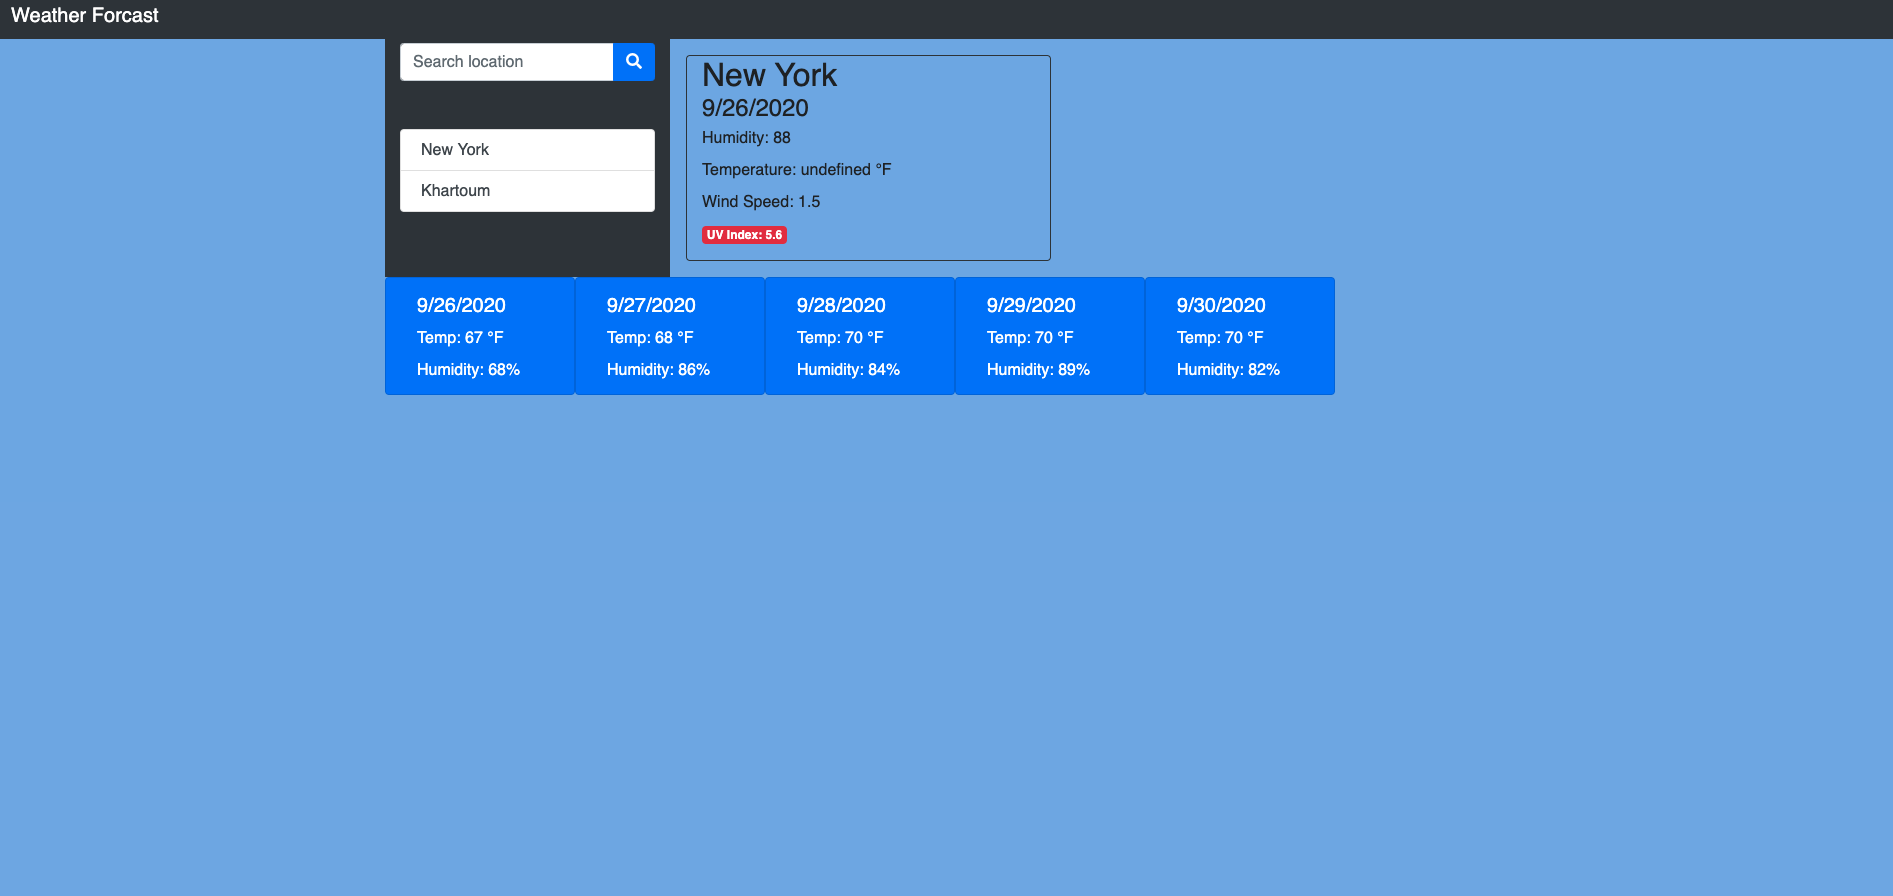 Weather Forcast
Search location
New York
Khartoum
New York
9/26/2020
Humidity: 88
Temperature: undefined °F
Wind Speed: 1.5
UV Index: 5.6
9/26/2020
Temp: 67 °F
Humidity: 68%
9/27/2020
Temp: 68 °F
Humidity: 86%
9/28/2020
Temp: 70 °F
Humidity: 84%
9/29/2020
Temp: 70 °F
Humidity: 89%
9/30/2020
Temp: 70 °F
Humidity: 82%